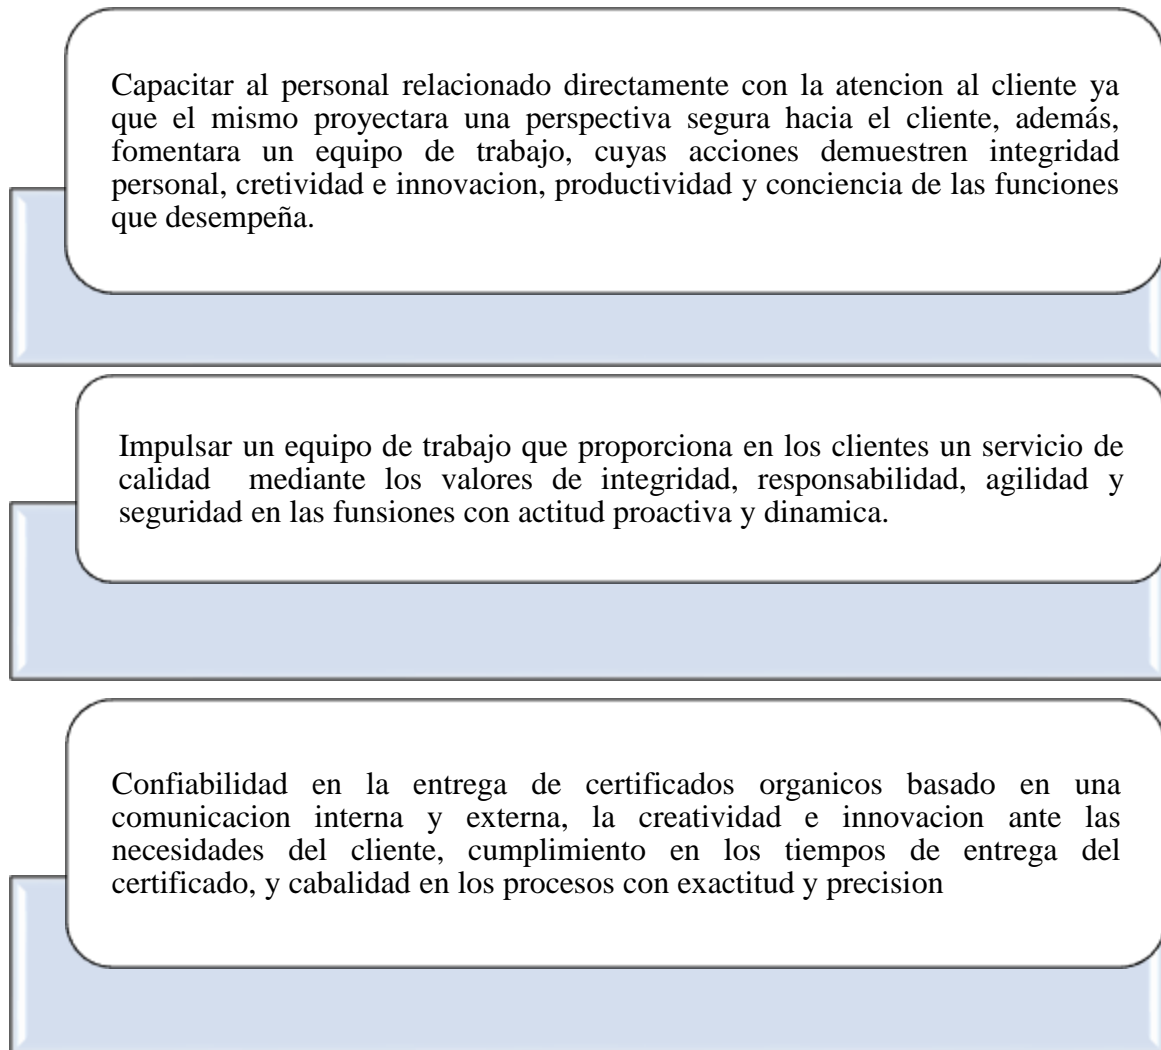 Capacitar al personal relacionado directamente con la atencion al cliente ya
que el mismo proyectara una perspectiva segura hacia el cliente, además,
fomentara un equipo de trabajo, cuyas acciones demuestren integridad
personal, cretividad e innovacion, productividad y conciencia de las funciones
que desempeña.
Impulsar un equipo de trabajo que proporciona en los clientes un servicio de
calidad mediante los valores de integridad, responsabilidad, agilidad y
seguridad en las funsiones con actitud proactiva y dinamica.
Confiabilidad en la entrega de certificados organicos basado en una
comunicacion interna y externa, la creatividad e innovacion ante las
necesidades del cliente, cumplimiento en los tiempos de entrega del
certificado, y cabalidad en los procesos con exactitud y precision